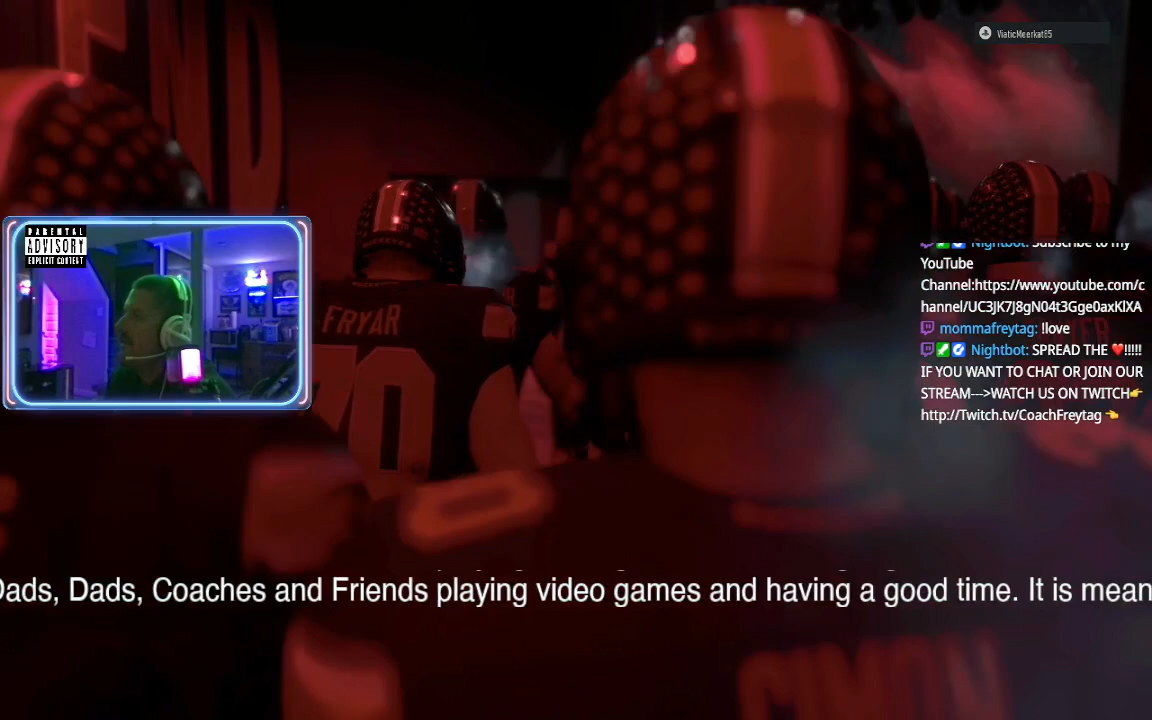 ViaticMeerkat85
PARENTAL
ADVISORY
EXPLICIT CONTENT
FRYAR
70
Nightbot: Subscribe to my
YouTube
Channel:https://www.youtube.com/c
hannel/UC3JK7J8gN04t3Gge0axKlXA
mommafreytag: !love
Nightbot: SPREAD THE ❤️!!!!!
IF YOU WANT TO CHAT OR JOIN OUR
STREAM--->WATCH US ON TWITCH👉
http://Twitch.tv/CoachFreytag 👈
Dads, Dads, Coaches and Friends playing video games and having a good time. It is mean
SIMON